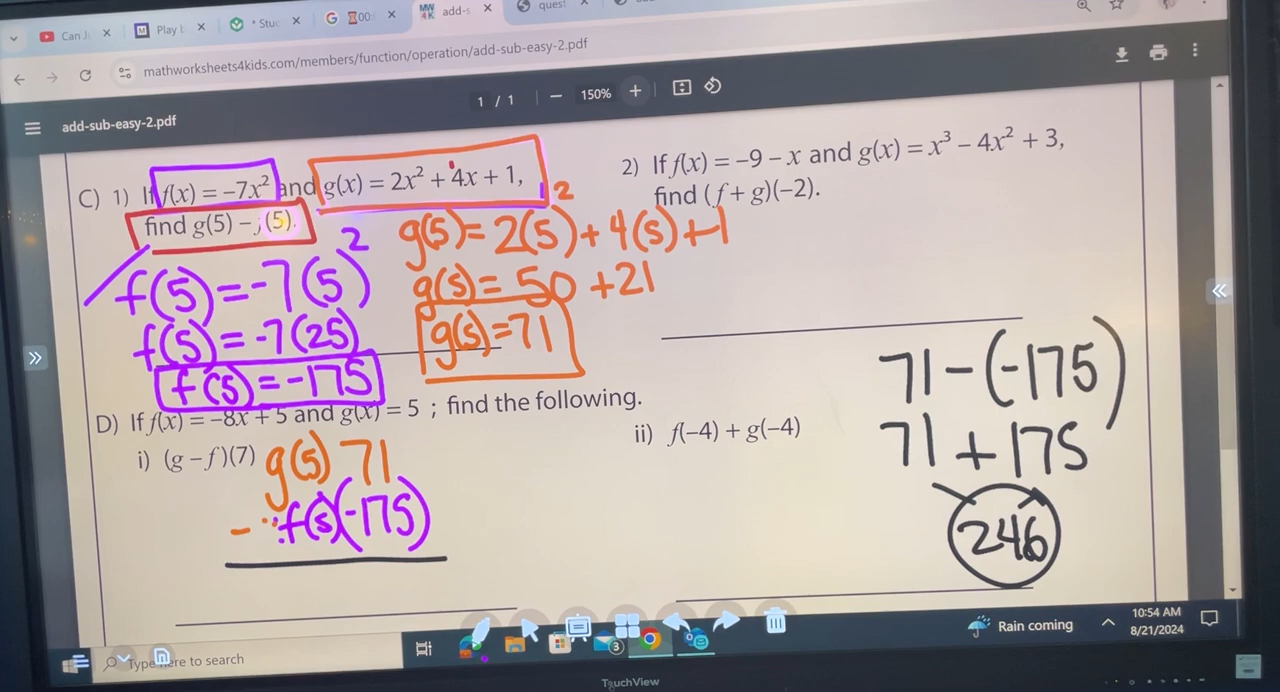 Can J
Play b
* Stud
00:
add-s
quest
mathworksheets4kids.com/members/function/operation/add-sub-easy-2.pdf
add-sub-easy-2.pdf
1 / 1
150%
C) 1) If f(x) = −7x² and g(x) = 2x² + 4x + 1,
find g(5) − f(5).
2) If f(x) = −9 − x and g(x) = x³ − 4x² + 3,
find (f + g)(−2).
f(5) = -7(5)²
f(5) = -7(25)
f(5) = -175
g(5) = 2(5)² + 4(5) + 1
g(5) = 50 + 21
g(5) = 71
71 - (-175)
71 + 175
246
D) If f(x) = −8x + 5 and g(x) = 5 ; find the following.
i) (g − f)(7)
ii) f(−4) + g(−4)
g(5) 71
- f(5)(-175)
Type here to search
3
Rain coming
10:54 AM
8/21/2024
TouchView